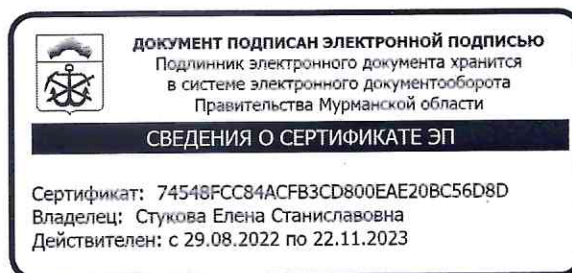 ДОКУМЕНТ ПОДПИСАН ЭЛЕКТРОННОЙ ПОДПИСЬЮ
Подлинник электронного документа хранится
в системе электронного документооборота
Правительства Мурманской области
СВЕДЕНИЯ О СЕРТИФИКАТЕ ЭП
Сертификат: 74548FCC84ACFB3CD800EAE20BC56D8D
Владелец: Стукова Елена Станиславовна
Действителен: с 29.08.2022 по 22.11.2023